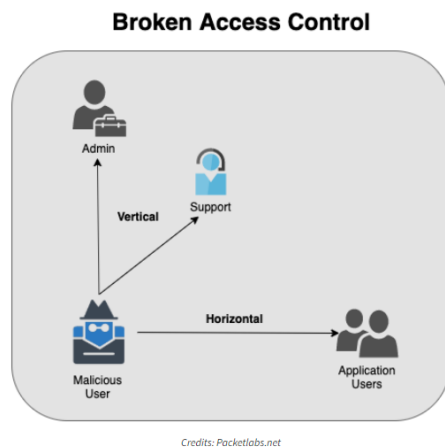 Broken Access Control
Admin
Support
Vertical
Horizontal
Malicious
User
Application
Users
Credits: Packetlabs.net